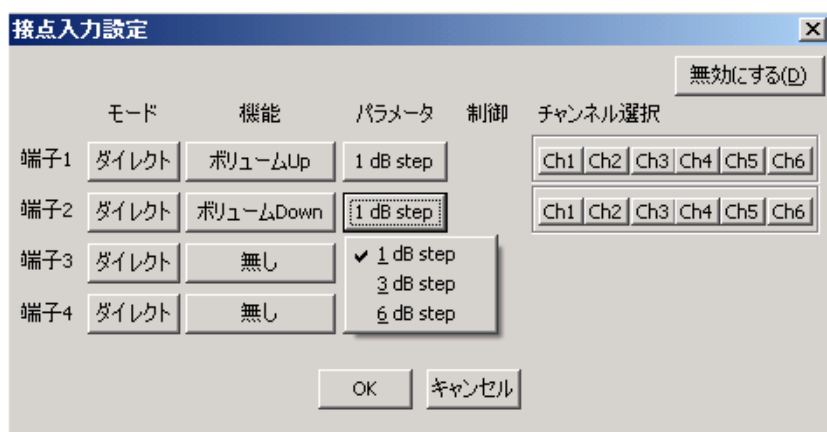 接点入力設定
無効にする(D)
モード 機能 パラメータ 制御 チャンネル選択
端子1 ダイレクト ボリュームUp 1 dB step Ch1 Ch2 Ch3 Ch4 Ch5 Ch6
端子2 ダイレクト ボリュームDown 1 dB step Ch1 Ch2 Ch3 Ch4 Ch5 Ch6
端子3 ダイレクト 無し ✔ 1 dB step
3 dB step
端子4 ダイレクト 無し 6 dB step
OK キャンセル